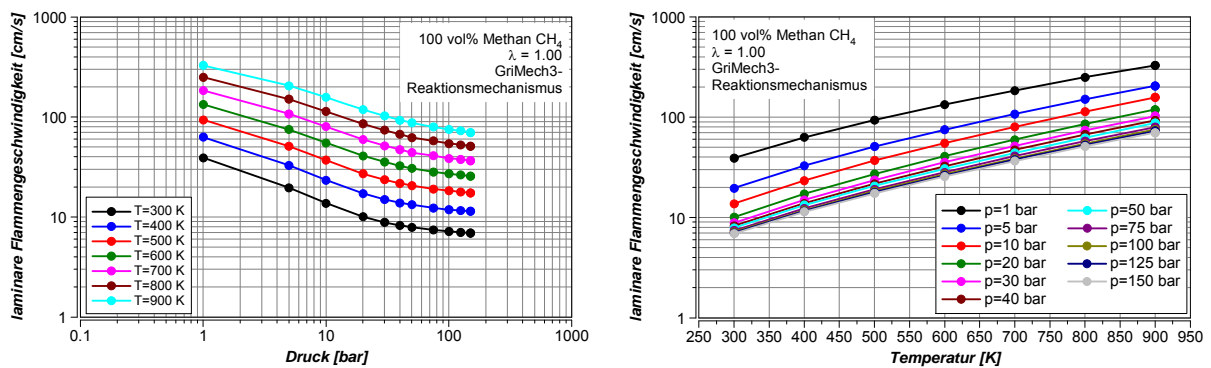 laminare Flammengeschwindigkeit [cm/s]
1000
100
10
1
100 vol% Methan CH4
λ = 1.00
GriMech3-
Reaktionsmechanismus
T=300 K
T=400 K
T=500 K
T=600 K
T=700 K
T=800 K
T=900 K
0.1 1 10 100 1000
Druck [bar]
laminare Flammengeschwindigkeit [cm/s]
1000
100
10
1
100 vol% Methan CH4
λ = 1.00
GriMech3-
Reaktionsmechanismus
p=1 bar
p=5 bar
p=10 bar
p=20 bar
p=30 bar
p=40 bar
p=50 bar
p=75 bar
p=100 bar
p=125 bar
p=150 bar
250 300 350 400 450 500 550 600 650 700 750 800 850 900 950
Temperatur [K]